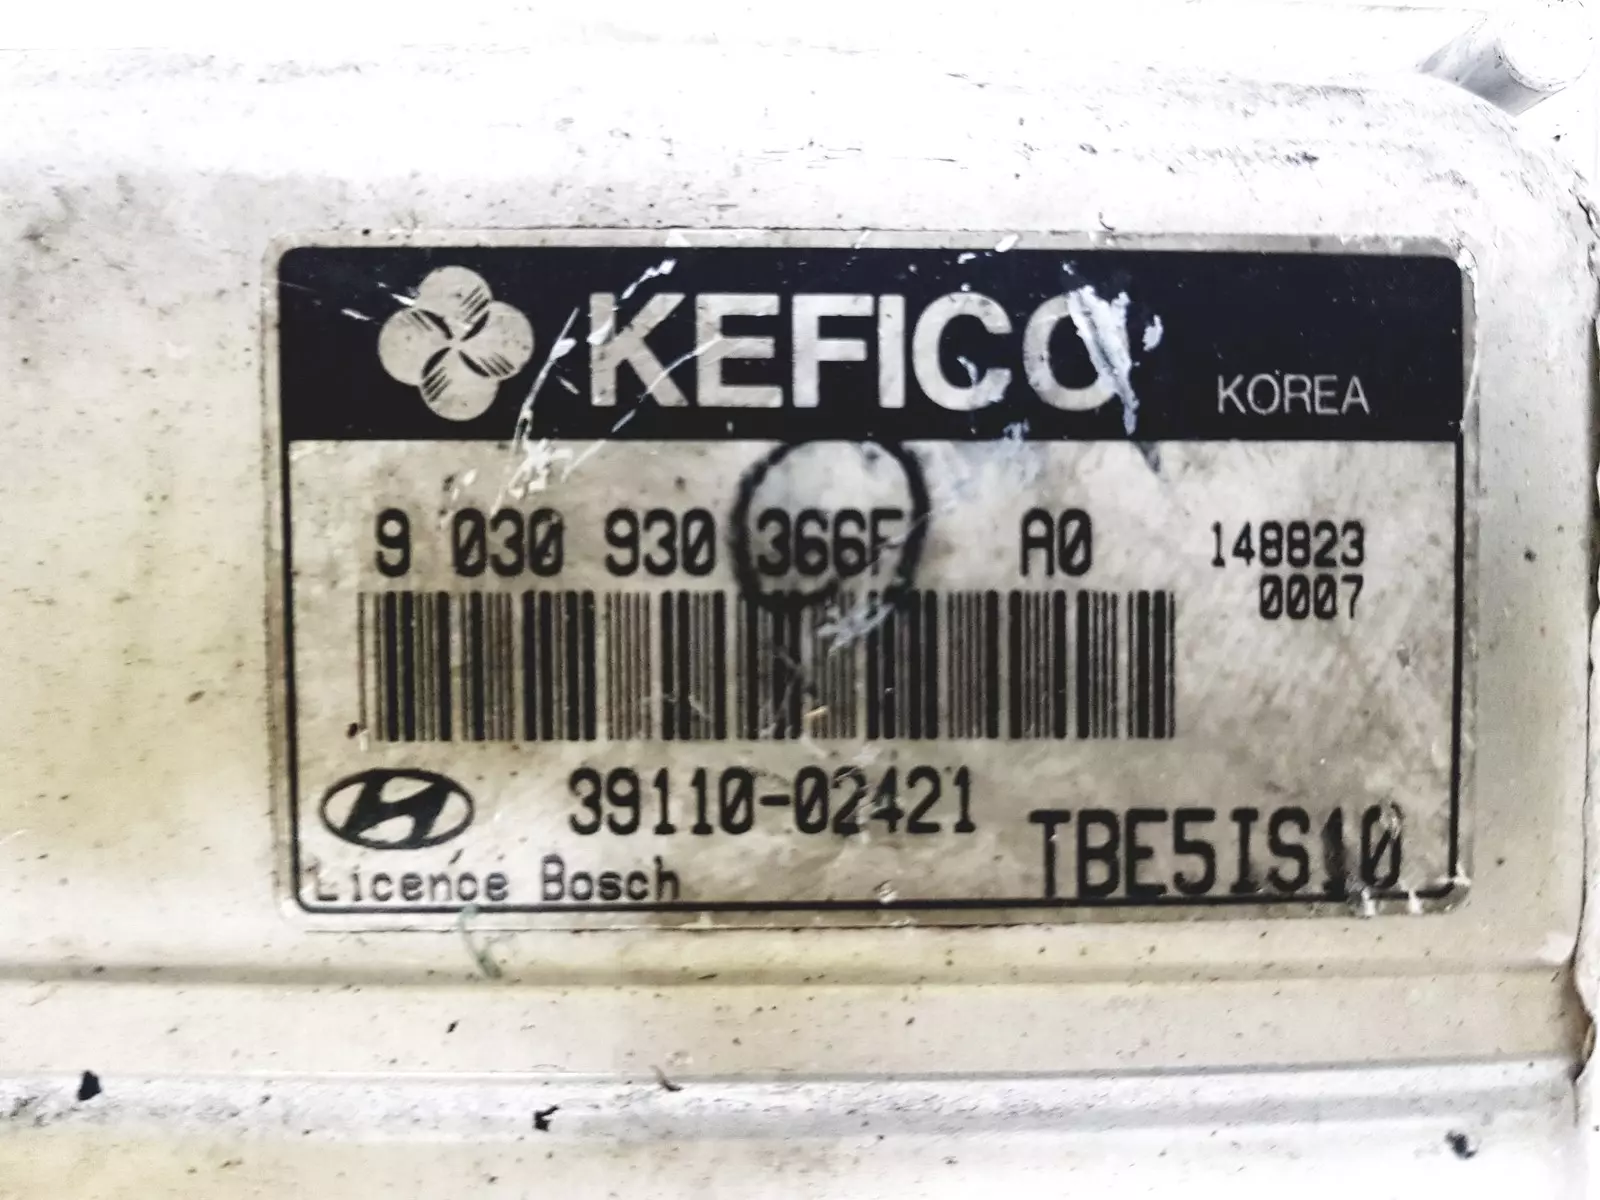 KEFICO KOREA
9 030 930 366F A0 148823
0007
39110-02421
TBE5IS10
Licence Bosch